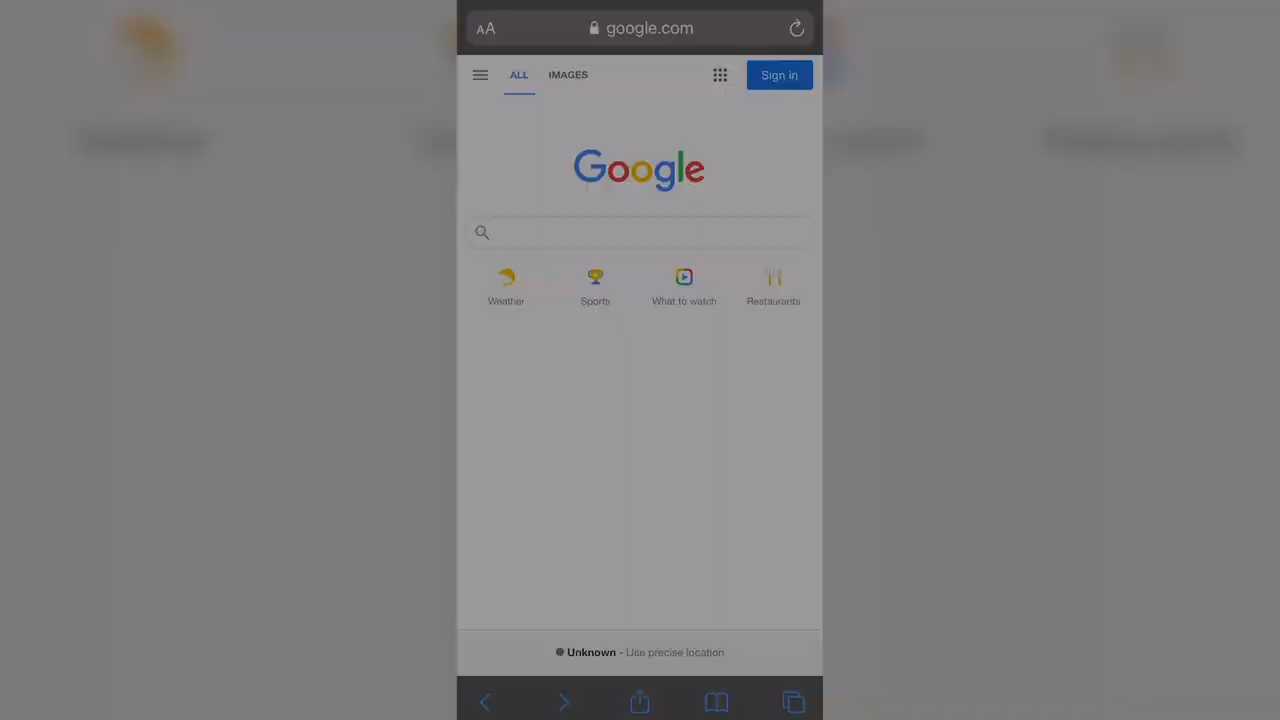 AA google.com
ALL IMAGES Sign in
Google
Weather Sports What to watch Restaurants
Unknown - Use precise location